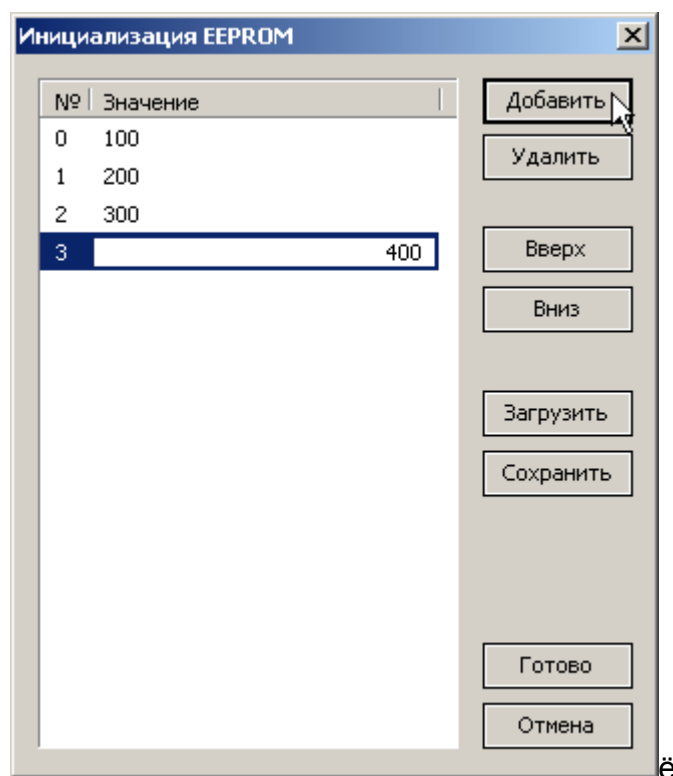 Инициализация EEPROM
№ Значение
0 100
1 200
2 300
3 400
Добавить
Удалить
Вверх
Вниз
Загрузить
Сохранить
Готово
Отмена
ё